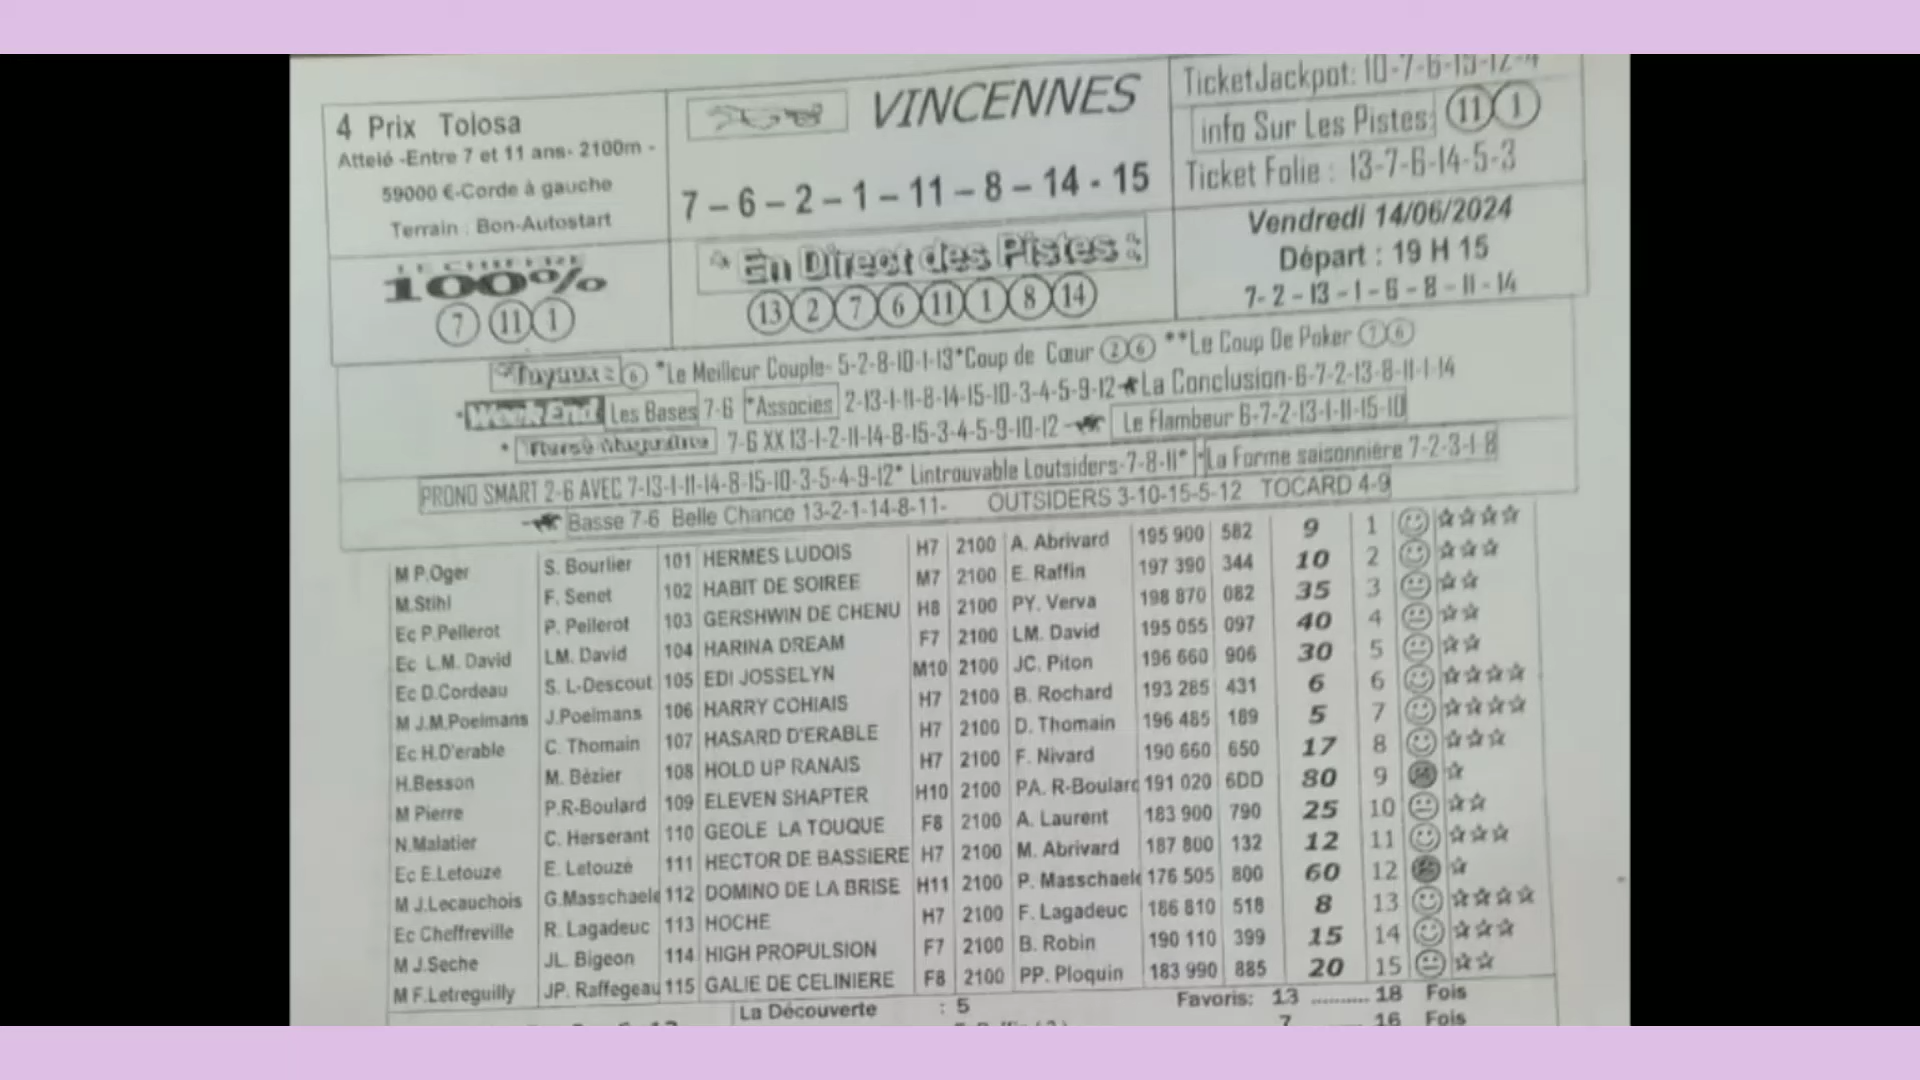 4 Prix Tolosa
Attelé -Entre 7 et 11 ans- 2100m -
59000 €-Corde à gauche
Terrain : Bon-Autostart
100%
7 11 1
VINCENNES
7 – 6 – 2 – 1 – 11 – 8 – 14 - 15
* En Direct des Pistes :
13 2 7 6 11 1 8 14
TicketJackpot: 10-7-6-13-12-4
info Sur Les Pistes: 11 1
Ticket Folie : 13-7-6-14-5-3
Vendredi 14/06/2024
Départ : 19 H 15
7- 2 – 13 – 1 – 6 – 8 – 11 – 14
*Tuyaux : 6 *Le Meilleur Couple- 5-2-8-10-1-13*Coup de Cœur 2 6 **Le Coup De Poker 7 6
*WeekEnd Les Bases 7-6 *Associes 2-13-1-11-8-14-15-10-3-4-5-9-12 La Conclusion-6-7-2-13-8-11-1-14
* 7-6 XX 13-1-2-11-14-8-15-3-4-5-9-10-12 - Le Flambeur 6-7-2-13-1-11-15-10
PRONO SMART 2-6 AVEC 7-13-1-11-14-8-15-10-3-5-4-9-12* Lintrouvable Loutsiders-7-8-11* *La Forme saisonnière 7-2-3-1-8
Basse 7-6 Belle Chance 13-2-1-14-8-11- OUTSIDERS 3-10-15-5-12 TOCARD 4-9
M P.Oger S. Bourlier 101 HERMES LUDOIS H7 2100 A. Abrivard 195 900 582 9 1
M.Stihl F. Senet 102 HABIT DE SOIREE M7 2100 E. Raffin 197 390 344 10 2
Ec P.Pellerot P. Pellerot 103 GERSHWIN DE CHENU H8 2100 PY. Verva 198 870 082 35 3
Ec L.M. David LM. David 104 HARINA DREAM F7 2100 LM. David 195 055 097 40 4
Ec D.Cordeau S. L-Descout 105 EDI JOSSELYN M10 2100 JC. Piton 196 660 906 30 5
M J.M.Poelmans J.Poelmans 106 HARRY COHIAIS H7 2100 B. Rochard 193 285 431 6 6
Ec H.D'erable C. Thomain 107 HASARD D'ERABLE H7 2100 D. Thomain 196 485 189 5 7
H.Besson M. Bézier 108 HOLD UP RANAIS H7 2100 F. Nivard 190 660 650 17 8
M Pierre P.R-Boulard 109 ELEVEN SHAPTER H10 2100 PA. R-Boulard 191 020 6DD 80 9
N.Malatier C. Herserant 110 GEOLE LA TOUQUE F8 2100 A. Laurent 183 900 790 25 10
Ec E.Letouze E. Letouzé 111 HECTOR DE BASSIERE H7 2100 M. Abrivard 187 800 132 12 11
M J.Lecauchois G.Masschaele 112 DOMINO DE LA BRISE H11 2100 P. Masschaele 176 505 800 60 12
Ec Cheffreville R. Lagadeuc 113 HOCHE H7 2100 F. Lagadeuc 186 810 518 8 13
M J.Seche JL. Bigeon 114 HIGH PROPULSION F7 2100 B. Robin 190 110 399 15 14
M F.Letreguilly JP. Raffegeau 115 GALIE DE CELINIERE F8 2100 PP. Ploquin 183 990 885 20 15
La Découverte : 5 Favoris: 13 .......... 18 Fois
7 16 Fois